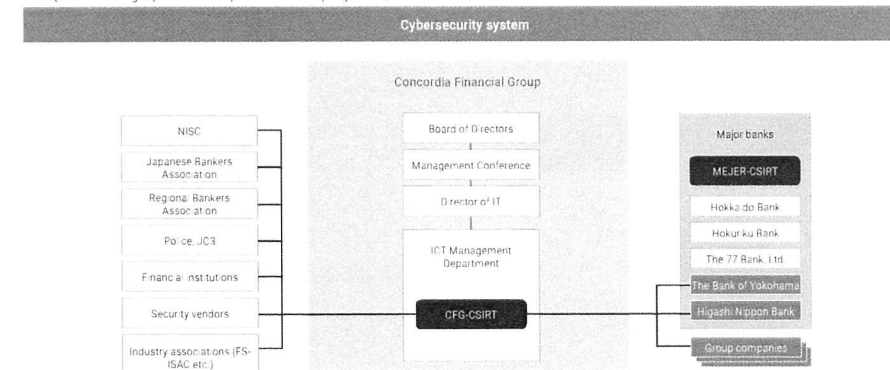 Cybersecurity system
Concordia Financial Group
NISC
Japanese Bankers
Association
Regional Bankers
Association
Police, JC3
Financial institutions
Security vendors
Industry associations (FS-
ISAC etc.)
Board of Directors
Management Conference
Director of IT
ICT Management
Department
CFG-CSIRT
Major banks
MEJER-CSIRT
Hokkaido Bank
Hokuriku Bank
The 77 Bank, Ltd.
The Bank of Yokohama
Higashi Nippon Bank
Group companies